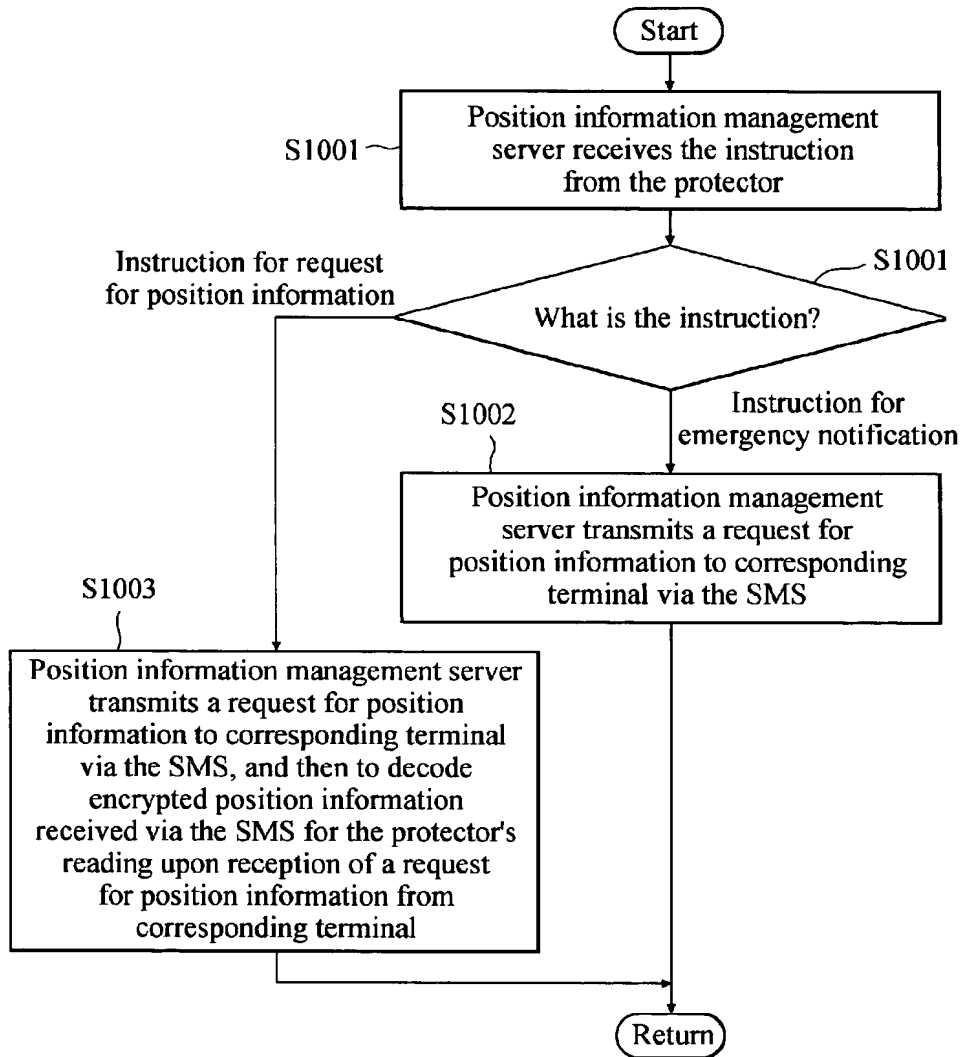 Start
S1001
Position information management
server receives the instruction
from the protector
Instruction for request
for position information
S1001
What is the instruction?
S1002
Instruction for
emergency notification
Position information management
server transmits a request for
position information to corresponding
terminal via the SMS
S1003
Position information management server
transmits a request for position
information to corresponding terminal
via the SMS, and then to decode
encrypted position information
received via the SMS for the protector's
reading upon reception of a request
for position information from
corresponding terminal
Return